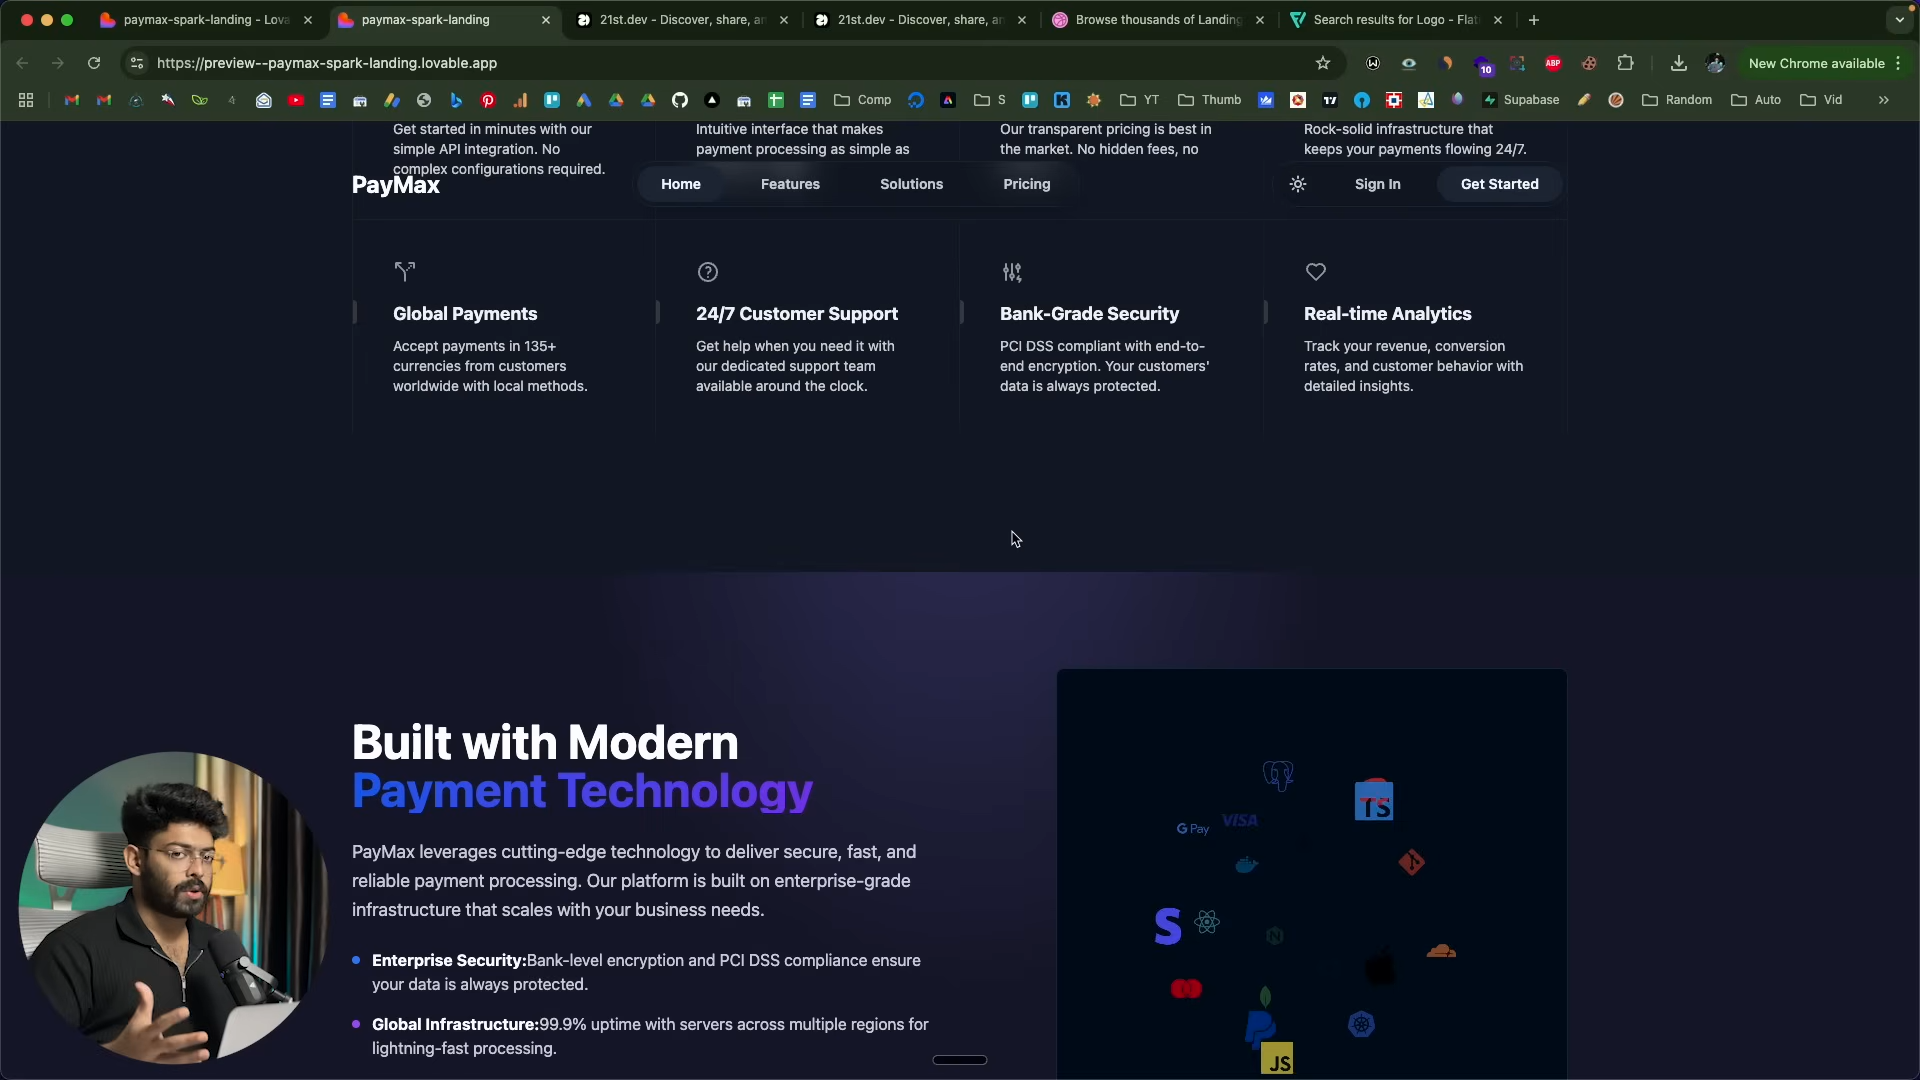 paymax-spark-landing - Lova
paymax-spark-landing
21st.dev - Discover, share, an
21st.dev - Discover, share, an
Browse thousands of Landing
Search results for Logo - Flat
https://preview--paymax-spark-landing.lovable.app
10
ABP
New Chrome available
Comp
S
YT
Thumb
Supabase
Random
Auto
Vid
Get started in minutes with our
simple API integration. No
complex configurations required.
Intuitive interface that makes
payment processing as simple as
Our transparent pricing is best in
the market. No hidden fees, no
Rock-solid infrastructure that
keeps your payments flowing 24/7.
PayMax
Home
Features
Solutions
Pricing
Sign In
Get Started
Global Payments
Accept payments in 135+
currencies from customers
worldwide with local methods.
24/7 Customer Support
Get help when you need it with
our dedicated support team
available around the clock.
Bank-Grade Security
PCI DSS compliant with end-to-
end encryption. Your customers'
data is always protected.
Real-time Analytics
Track your revenue, conversion
rates, and customer behavior with
detailed insights.
Built with Modern
Payment Technology
PayMax leverages cutting-edge technology to deliver secure, fast, and
reliable payment processing. Our platform is built on enterprise-grade
infrastructure that scales with your business needs.
Enterprise Security:Bank-level encryption and PCI DSS compliance ensure
your data is always protected.
Global Infrastructure:99.9% uptime with servers across multiple regions for
lightning-fast processing.
TS
G Pay
VISA
S
JS